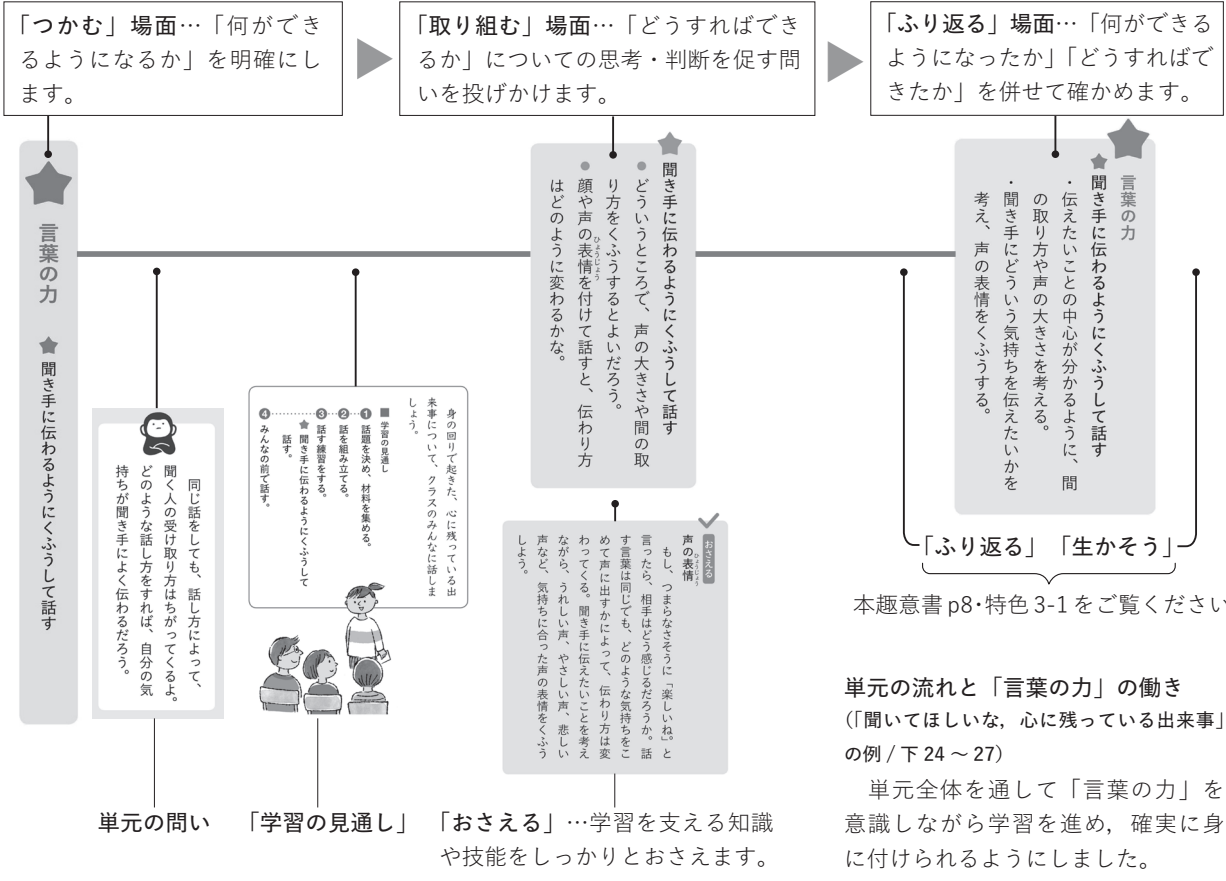 「つかむ」場面…「何ができ
るようになるか」を明確にし
ます。
「取り組む」場面…「どうすればでき
るか」についての思考・判断を促す問
いを投げかけます。
「ふり返る」場面…「何ができる
ようになったか」「どうすればで
きたか」を併せて確かめます。
言葉の力 聞き手に伝わるようにくふうして話す
同じ話をしても、話し方によって、
聞く人の受け取り方はちがってくるよ。
どのような話し方をすれば、自分の気
持ちが聞き手によく伝わるだろう。
単元の問い
身の回りで起きた、心に残っている出
来事について、クラスのみんなに話しま
しょう。
学習の見通し
1 話題を決め、材料を集める。
2 話を組み立てる。
3 話す練習をする。
聞き手に伝わるようにくふうして
話す。
4 みんなの前で話す。
「学習の見通し」
聞き手に伝わるようにくふうして話す
どういうところで、声の大きさや間の取
り方をくふうするとよいだろう。
顔や声の表情を付けて話すと、伝わり方
ひょうじょう
はどのように変わるかな。
おさえる
声の表情
ひょうじょう
もし、つまらなさそうに「楽しいね。」と
言ったら、相手はどう感じるだろうか。話
す言葉は同じでも、どのような気持ちをこ
めて声に出すかによって、伝わり方は変
わってくる。聞き手に伝えたいことを考え
ながら、うれしい声、やさしい声、悲しい
声など、気持ちに合った声の表情をくふう
しよう。
「おさえる」…学習を支える知識
や技能をしっかりとおさえます。
言葉の力
聞き手に伝わるようにくふうして話す
・伝えたいことの中心が分かるように、間
の取り方や声の大きさを考える。
・聞き手にどういう気持ちを伝えたいかを
考え、声の表情をくふうする。
「ふり返る」「生かそう」
本趣意書p8・特色3-1をご覧ください
単元の流れと「言葉の力」の働き
(「聞いてほしいな，心に残っている出来事」
の例/下24～27)
単元全体を通して「言葉の力」を
意識しながら学習を進め，確実に身
に付けられるようにしました。